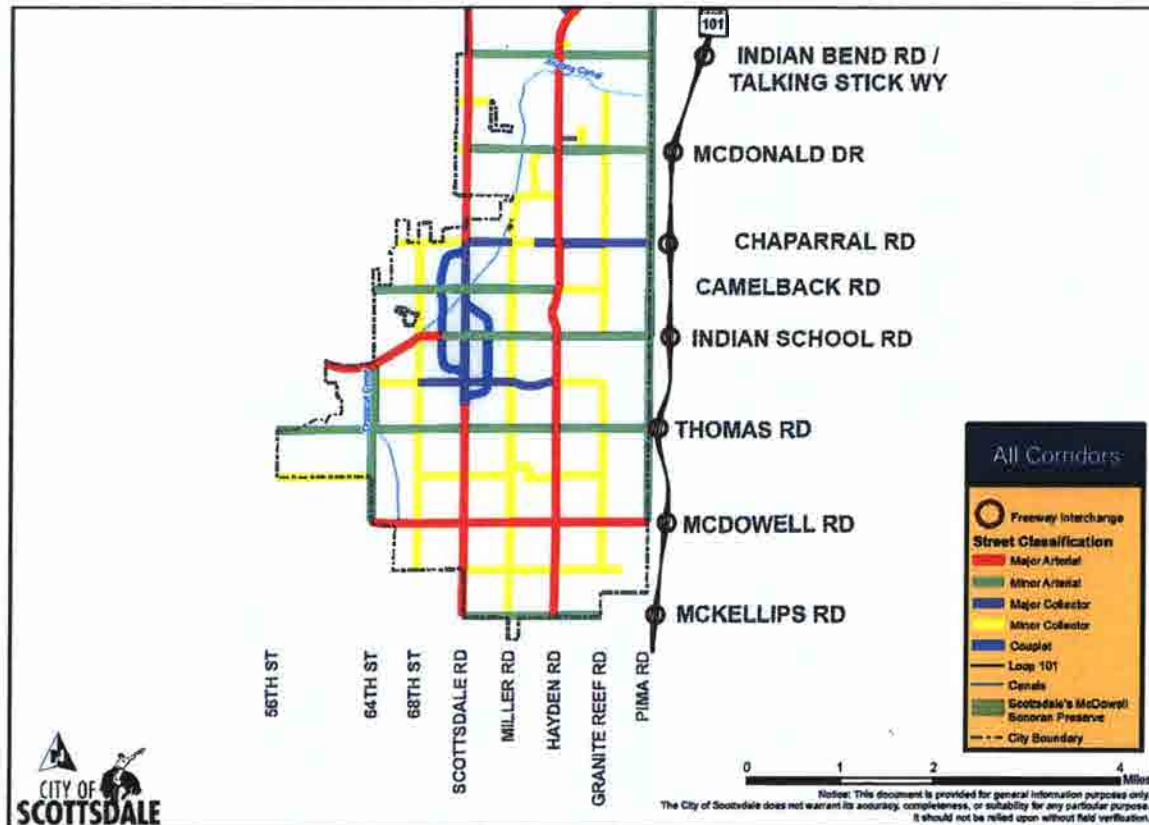 101
INDIAN BEND RD /
TALKING STICK WY
MCDONALD DR
CHAPARRAL RD
CAMELBACK RD
INDIAN SCHOOL RD
THOMAS RD
MCDOWELL RD
MCKELLIPS RD
Canal
56TH ST
64TH ST
68TH ST
SCOTTSDALE RD
MILLER RD
HAYDEN RD
GRANITE REEF RD
PIMA RD
All Corridors
Freeway Interchange
Street Classification
Major Arterial
Minor Arterial
Major Collector
Minor Collector
Couplet
Loop 101
Canals
Scottsdale's McDowell
Sonoran Preserve
City Boundary
CITY OF
SCOTTSDALE
0 1 2 4
Miles
Notice: This document is provided for general information purposes only.
The City of Scottsdale does not warrant its accuracy, completeness, or suitability for any particular purpose.
It should not be relied upon without field verification.